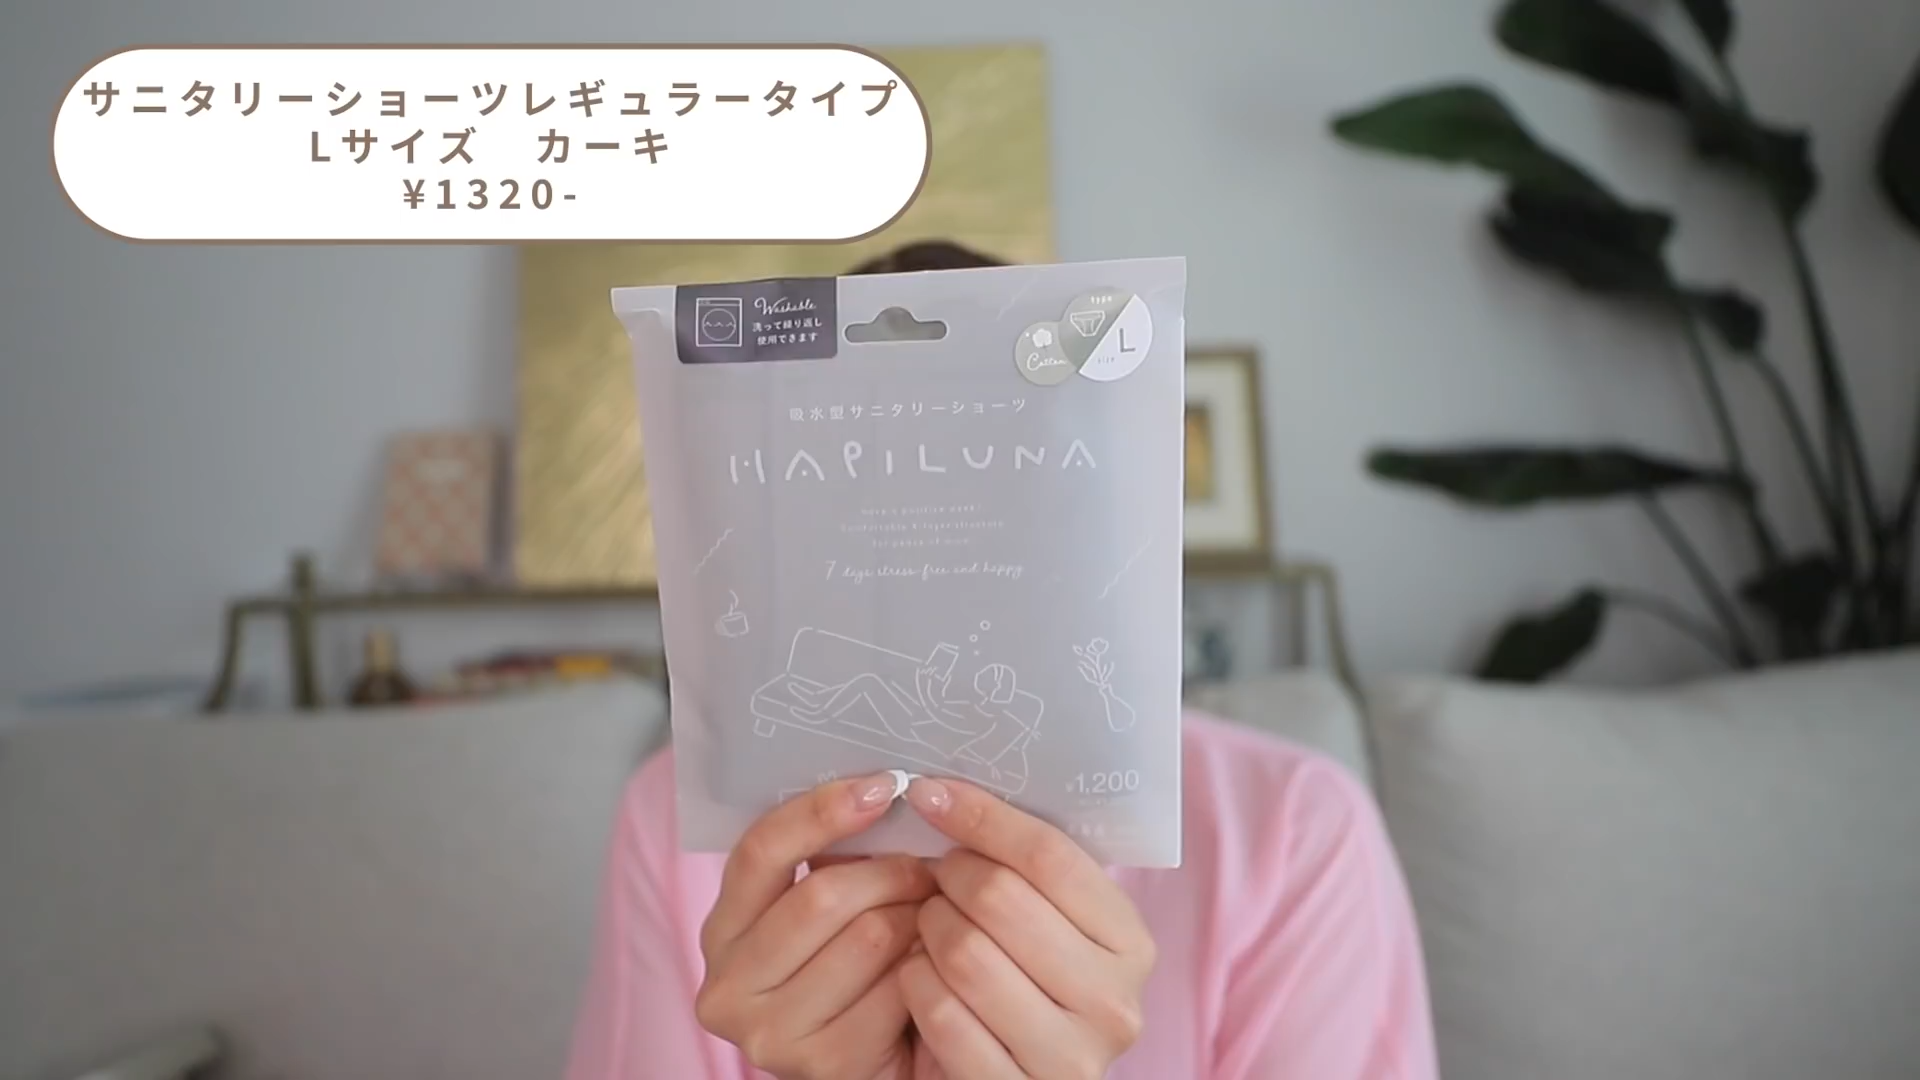 サニタリーショーツレギュラータイプ
Lサイズ カーキ
¥1320-
Washable
洗って繰り返し
使用できます
type
Cotton
L
size
吸水型サニタリーショーツ
HAPILUNA
7 days stress-free and happy
¥1,200